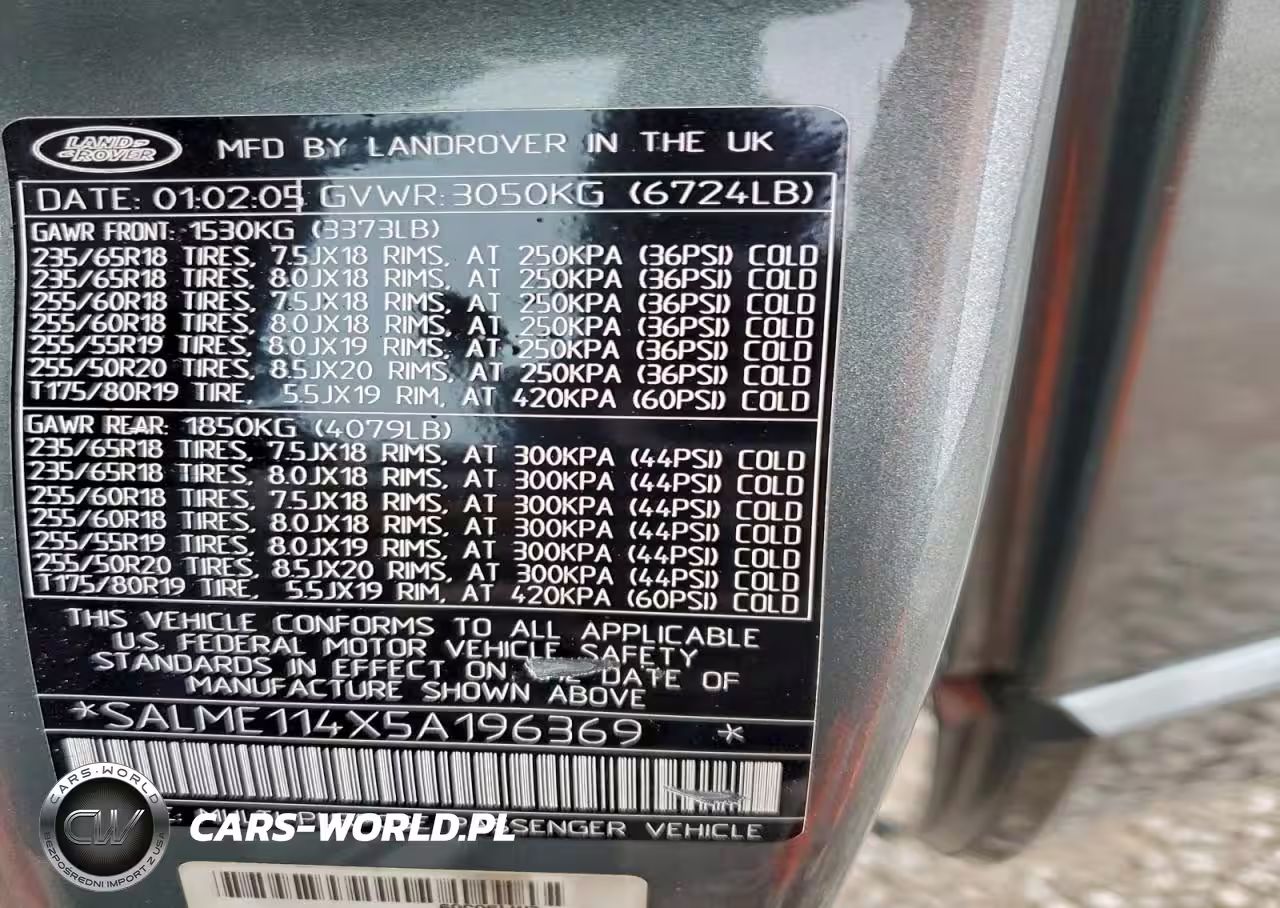 LAND-
-ROVER
MFD BY LANDROVER IN THE UK
DATE: 01:02:05 GVWR:3050KG (6724LB)
GAWR FRONT: 1530KG (3373LB)
235/65R18 TIRES, 7.5JX18 RIMS, AT 250KPA (36PSI) COLD
235/65R18 TIRES, 8.0JX18 RIMS, AT 250KPA (36PSI) COLD
255/60R18 TIRES, 7.5JX18 RIMS, AT 250KPA (36PSI) COLD
255/60R18 TIRES, 8.0JX18 RIMS, AT 250KPA (36PSI) COLD
255/55R19 TIRES, 8.0JX19 RIMS, AT 250KPA (36PSI) COLD
255/50R20 TIRES, 8.5JX20 RIMS, AT 250KPA (36PSI) COLD
T175/80R19 TIRE, 5.5JX19 RIM, AT 420KPA (60PSI) COLD
GAWR REAR: 1850KG (4079LB)
235/65R18 TIRES, 7.5JX18 RIMS, AT 300KPA (44PSI) COLD
235/65R18 TIRES, 8.0JX18 RIMS, AT 300KPA (44PSI) COLD
255/60R18 TIRES, 7.5JX18 RIMS, AT 300KPA (44PSI) COLD
255/60R18 TIRES, 8.0JX18 RIMS, AT 300KPA (44PSI) COLD
255/55R19 TIRES, 8.0JX19 RIMS, AT 300KPA (44PSI) COLD
255/50R20 TIRES, 8.5JX20 RIMS, AT 300KPA (44PSI) COLD
T175/80R19 TIRE, 5.5JX19 RIM, AT 420KPA (60PSI) COLD
THIS VEHICLE CONFORMS TO ALL APPLICABLE
U.S. FEDERAL MOTOR VEHICLE SAFETY
STANDARDS IN EFFECT ON DATE OF
MANUFACTURE SHOWN ABOVE
*SALME114X5A196369 *
VEHICLE
CARS-WORLD
CW
BEZPOŚREDNI IMPORT Z USA
CARS-WORLD.PL